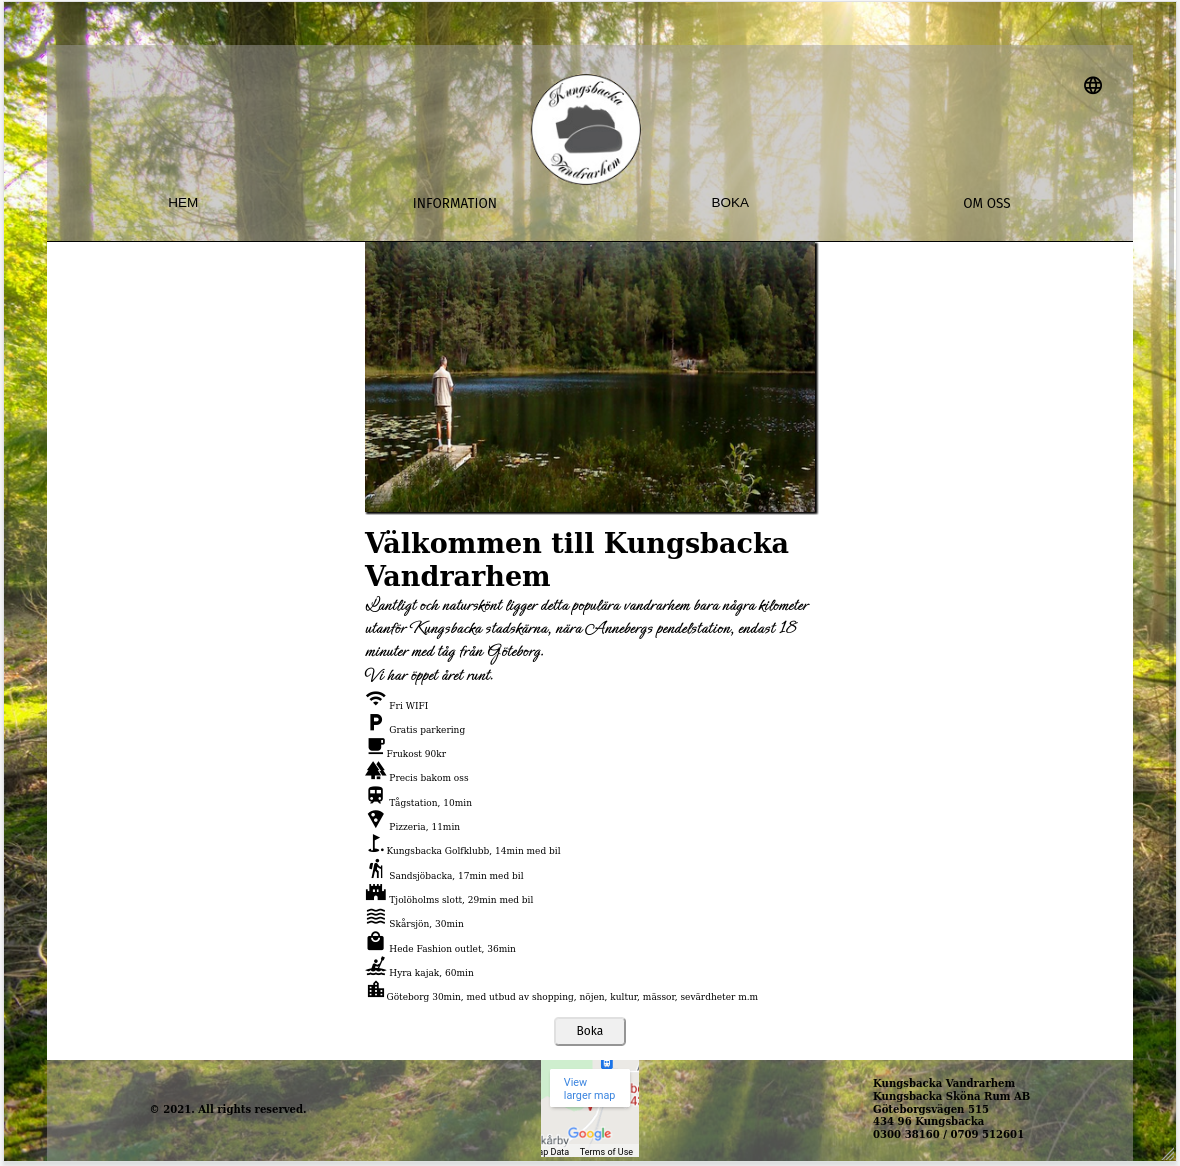 Kungsbacka
Vandrarhem
HEM
INFORMATION
BOKA
OM OSS
Välkommen till Kungsbacka
Vandrarhem
Lantligt och naturskönt ligger detta populära vandrarhem bara några kilometer
utanför Kungsbacka stadskärna, nära Annebergs pendelstation, endast 18
minuter med tåg från Göteborg.
Vi har öppet året runt.
Fri WIFI
Gratis parkering
Frukost 90kr
Precis bakom oss
Tågstation, 10min
Pizzeria, 11min
Kungsbacka Golfklubb, 14min med bil
Sandsjöbacka, 17min med bil
Tjolöholms slott, 29min med bil
Skårsjön, 30min
Hede Fashion outlet, 36min
Hyra kajak, 60min
Göteborg 30min, med utbud av shopping, nöjen, kultur, mässor, sevärdheter m.m
Boka
© 2021. All rights reserved.
View
larger map
Google
Terms of Use
Kungsbacka Vandrarhem
Kungsbacka Sköna Rum AB
Göteborgsvägen 515
434 96 Kungsbacka
0300 38160 / 0709 512601